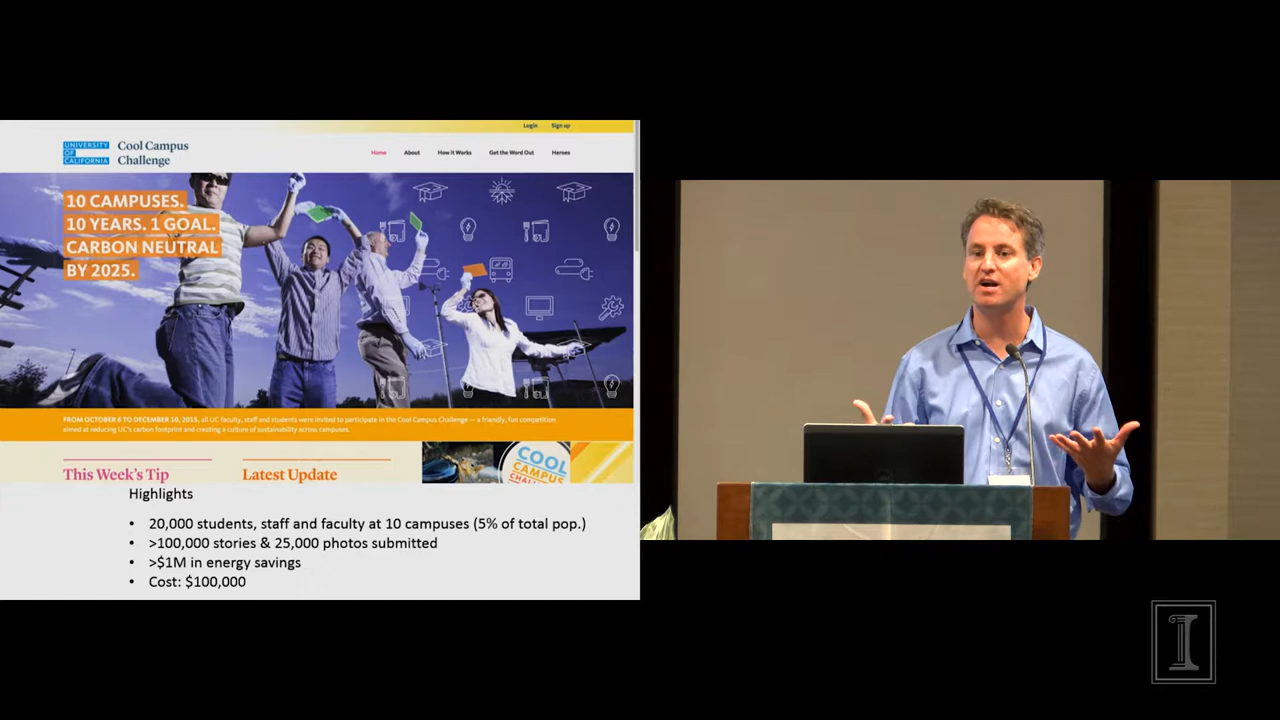 Login Sign up
UNIVERSITY
OF
CALIFORNIA
Cool Campus
Challenge
Home About How it Works Get the Word Out Heroes
10 CAMPUSES.
10 YEARS. 1 GOAL.
CARBON NEUTRAL
BY 2025.
FROM OCTOBER 6 TO DECEMBER 10, 2015, all UC faculty, staff and students were invited to participate in the Cool Campus Challenge — a friendly, fun competition
aimed at reducing UC's carbon footprint and creating a culture of sustainability across campuses.
This Week's Tip
Latest Update
COOL
CAMPUS
Highlights
• 20,000 students, staff and faculty at 10 campuses (5% of total pop.)
• >100,000 stories & 25,000 photos submitted
• >$1M in energy savings
• Cost: $100,000
I